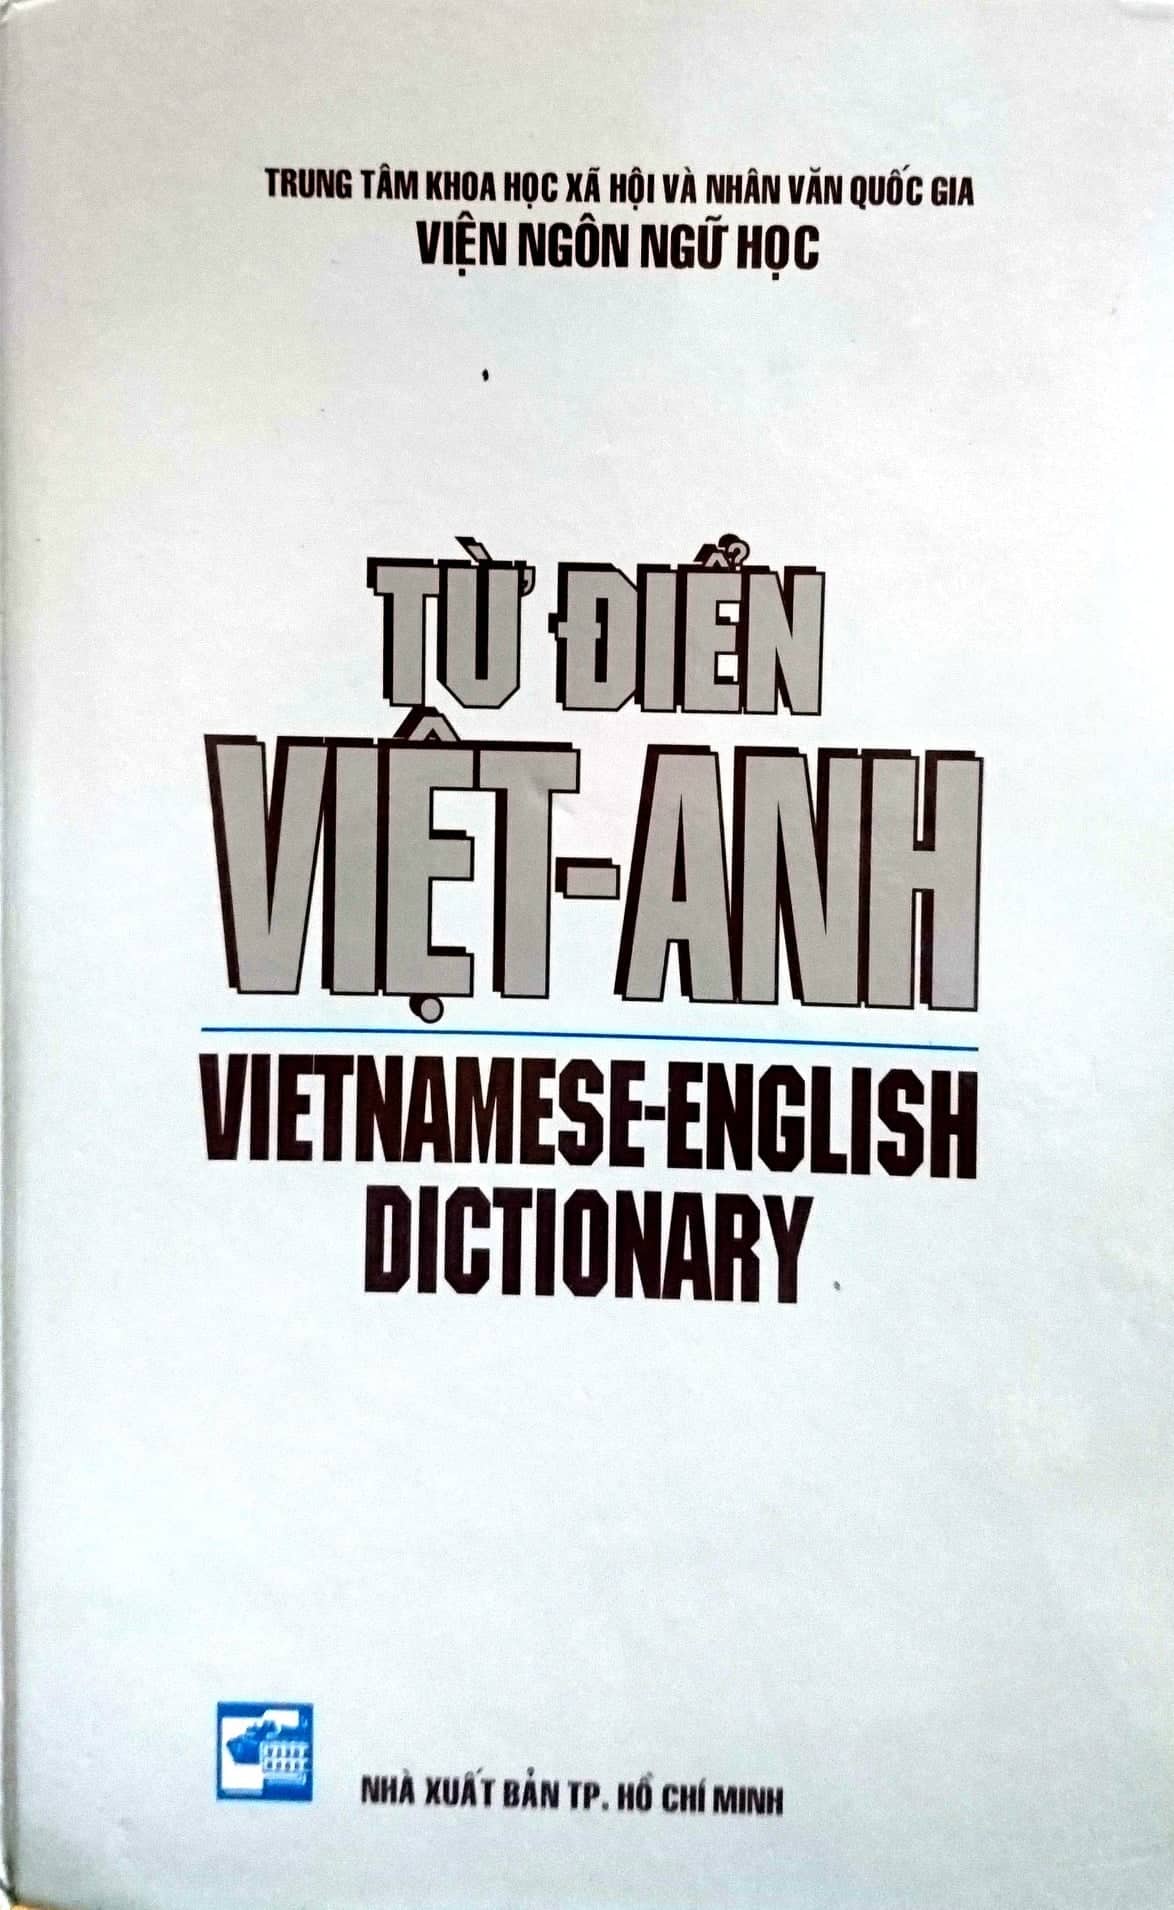 TRUNG TÂM KHOA HỌC XÃ HỘI VÀ NHÂN VĂN QUỐC GIA
VIỆN NGÔN NGỮ HỌC
TỪ ĐIỂN
VIỆT-ANH
VIETNAMESE-ENGLISH
DICTIONARY
NHÀ XUẤT BẢN TP. HỒ CHÍ MINH